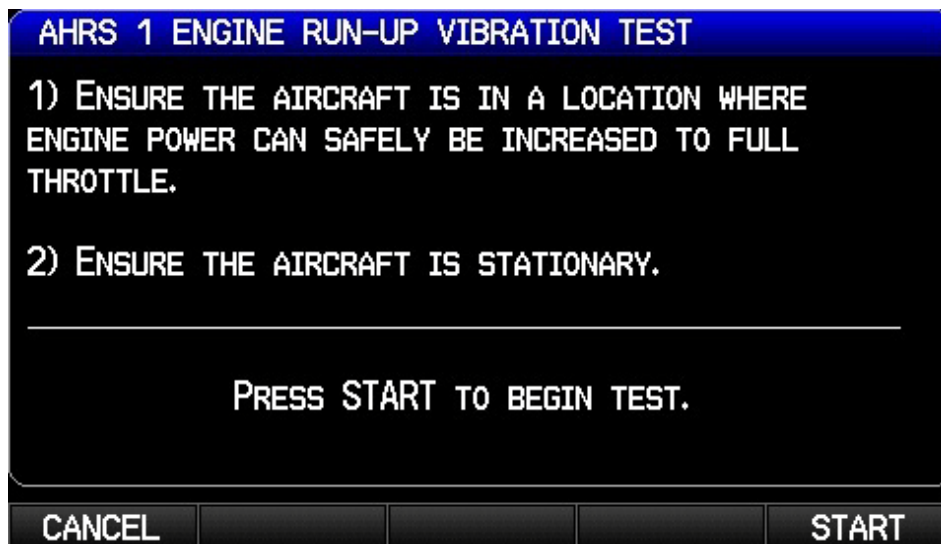 AHRS 1 ENGINE RUN-UP VIBRATION TEST
1) ENSURE THE AIRCRAFT IS IN A LOCATION WHERE
ENGINE POWER CAN SAFELY BE INCREASED TO FULL
THROTTLE.
2) ENSURE THE AIRCRAFT IS STATIONARY.
PRESS START TO BEGIN TEST.
CANCEL START